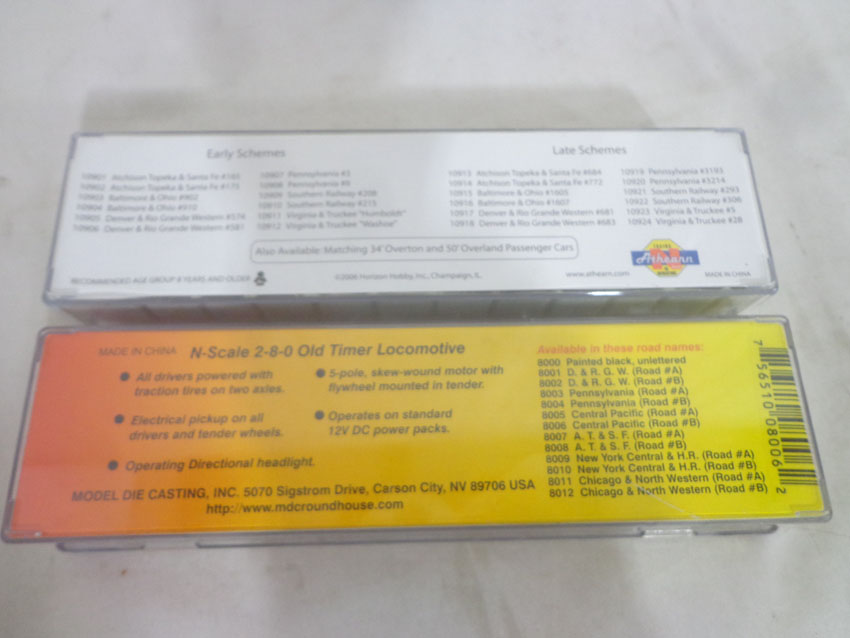 Early Schemes
10901 Atchison Topeka & Santa Fe #165
10902 Atchison Topeka & Santa Fe #175
10903 Baltimore & Ohio #902
10904 Baltimore & Ohio #910
10905 Denver & Rio Grande Western #574
10906 Denver & Rio Grande Western #581
10907 Pennsylvania #3
10908 Pennsylvania #9
10909 Southern Railway #208
10910 Southern Railway #215
10911 Virginia & Truckee "Humboldt"
10912 Virginia & Truckee "Washoe"
Late Schemes
10913 Atchison Topeka & Santa Fe #684
10914 Atchison Topeka & Santa Fe #772
10915 Baltimore & Ohio #1605
10916 Baltimore & Ohio #1607
10917 Denver & Rio Grande Western #681
10918 Denver & Rio Grande Western #683
10919 Pennsylvania #3193
10920 Pennsylvania #3214
10921 Southern Railway #293
10922 Southern Railway #306
10923 Virginia & Truckee #5
10924 Virginia & Truckee #28
Also Available: Matching 34' Overton and 50' Overland Passenger Cars
RECOMMENDED AGE GROUP 8 YEARS AND OLDER
©2006 Horizon Hobby, Inc., Champaign, IL.
www.athearn.com
TRAINS
Athearn
MADE IN CHINA
MADE IN CHINA N-Scale 2-8-0 Old Timer Locomotive
All drivers powered with
traction tires on two axles.
Electrical pickup on all
drivers and tender wheels.
Operating Directional headlight.
5-pole, skew-wound motor with
flywheel mounted in tender.
Operates on standard
12V DC power packs.
MODEL DIE CASTING, INC. 5070 Sigstrom Drive, Carson City, NV 89706 USA
http://www.mdcroundhouse.com
Available in these road names:
8000 Painted black, unlettered
8001 D. & R. G. W. (Road #A)
8002 D. & R. G. W. (Road #B)
8003 Pennsylvania (Road #A)
8004 Pennsylvania (Road #B)
8005 Central Pacific (Road #A)
8006 Central Pacific (Road #B)
8007 A. T. & S. F. (Road #A)
8008 A. T. & S. F. (Road #B)
8009 New York Central & H.R. (Road #A)
8010 New York Central & H.R. (Road #B)
8011 Chicago & North Western (Road #A)
8012 Chicago & North Western (Road #B)
7 56510 08006 2